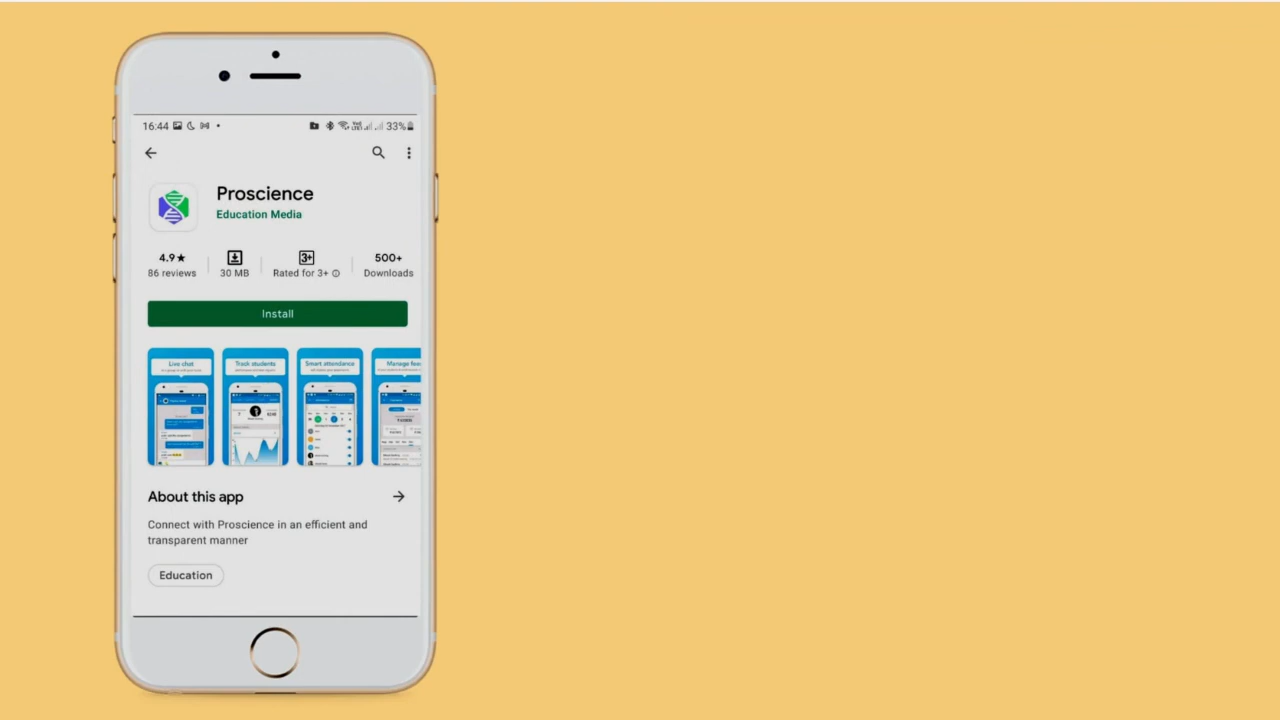 16:44
33%
Proscience
Education Media
4.9★
86 reviews
30 MB
3+
Rated for 3+
500+
Downloads
Install
Live chat
Track students
Smart attendance
Manage fee
About this app
Connect with Proscience in an efficient and
transparent manner
Education